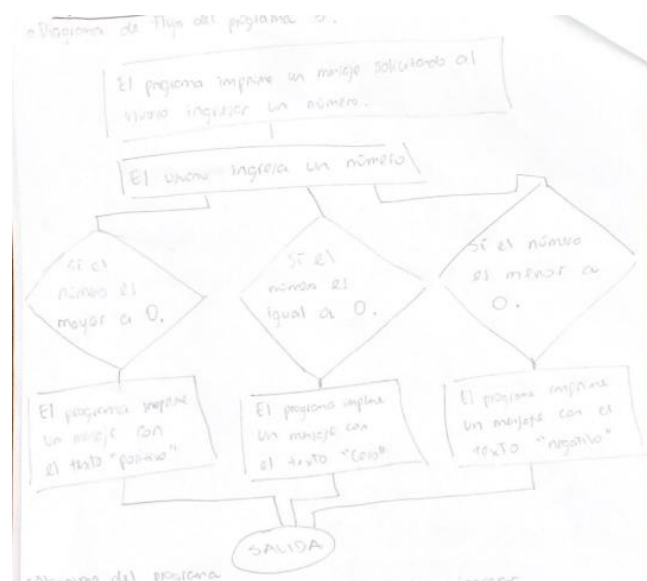 Diagrama de flujo del programa 3.
El programa imprime un mensaje solicitando al
usuario ingresar un número.
El usuario ingresa un número
Si el
número es
mayor a 0.
Si el
número es
igual a 0.
Si el número
es menor a
0.
El programa imprime
un mensaje con
el texto "positivo"
El programa imprime
un mensaje con
el texto "Cero"
El programa imprime
un mensaje con el
texto "negativo"
SALIDA
del programa